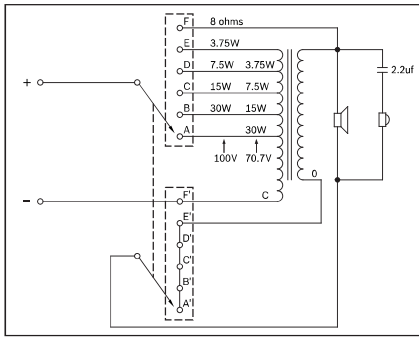 F 8 ohms
E 3.75W
D 7.5W 3.75W
C 15W 7.5W
B 30W 15W
A 30W
100V 70.7V
+
-
2.2uf
0
C
F'
E'
D'
C'
B'
A'